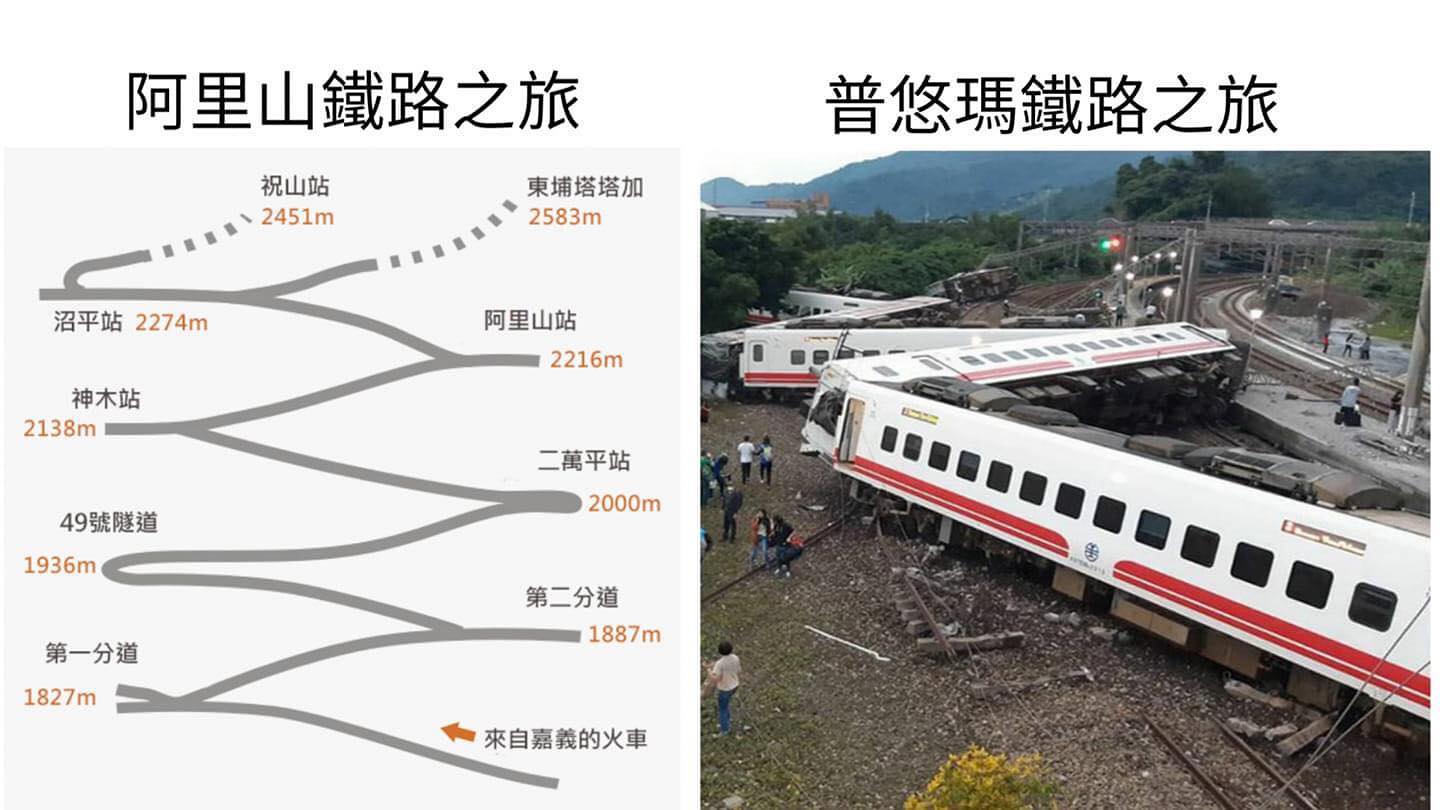 阿里山鐵路之旅
普悠瑪鐵路之旅
祝山站
2451m
東埔塔塔加
2583m
沼平站 2274m
阿里山站
2216m
神木站
2138m
二萬平站
2000m
49號隧道
1936m
第二分道
1887m
第一分道
1827m
來自嘉義的火車